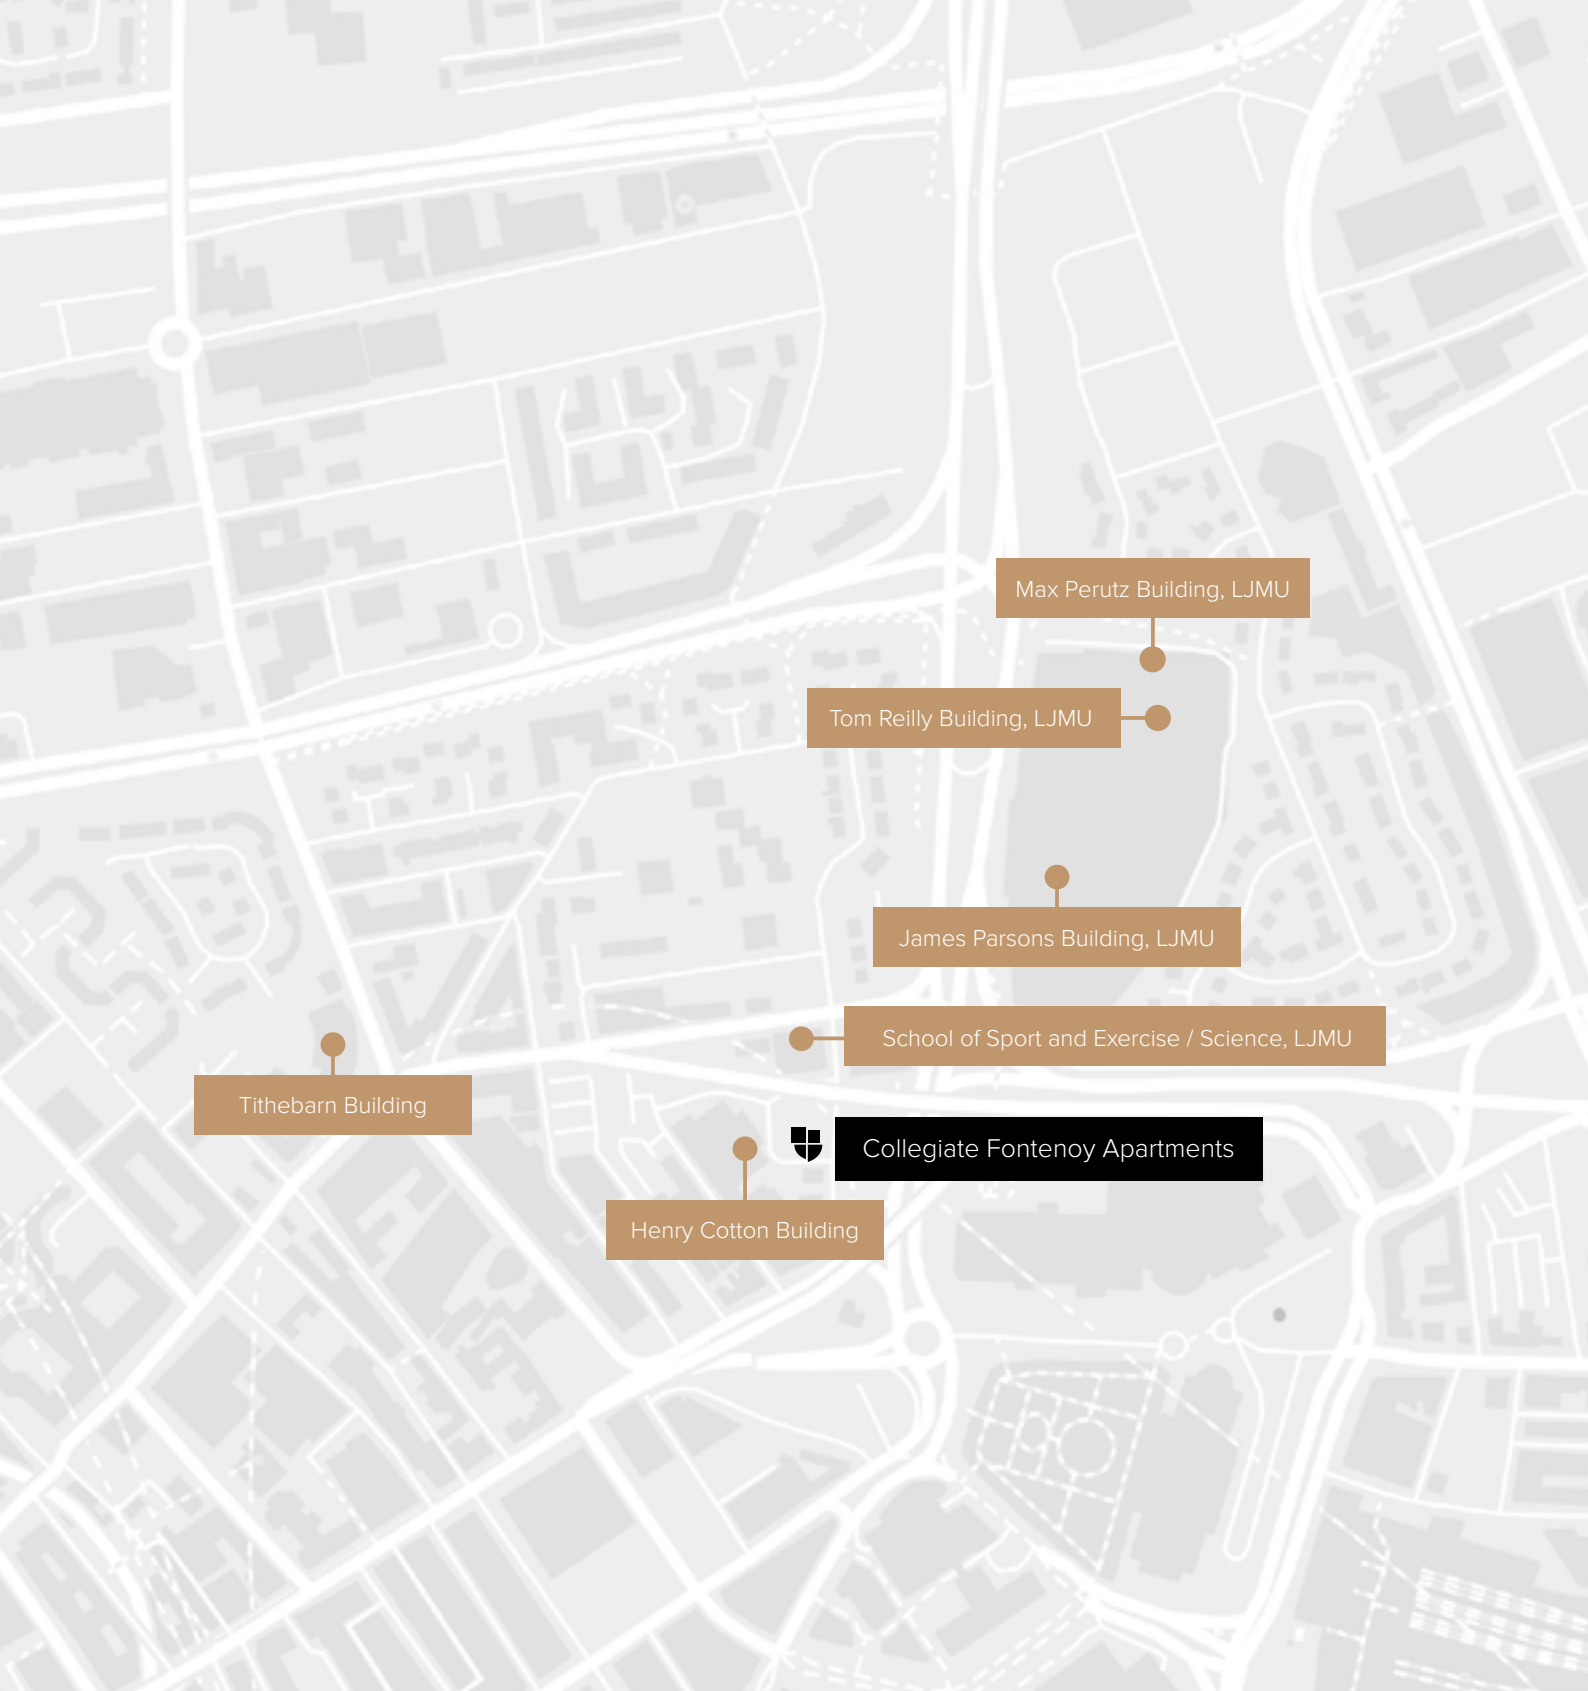 Max Perutz Building, LJMU
Tom Reilly Building, LJMU
James Parsons Building, LJMU
School of Sport and Exercise / Science, LJMU
Tithebarn Building
Collegiate Fontenoy Apartments
Henry Cotton Building